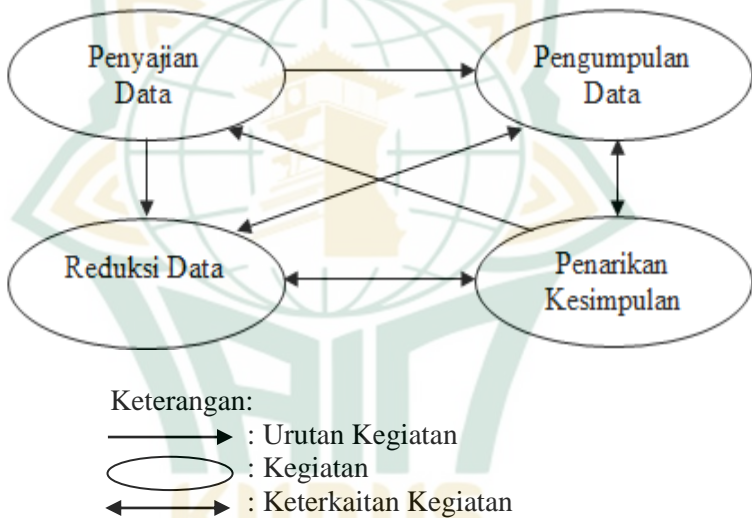 Penyajian
Data
Pengumpulan
Data
Reduksi Data
Penarikan
Kesimpulan
Keterangan:
: Urutan Kegiatan
: Kegiatan
: Keterkaitan Kegiatan